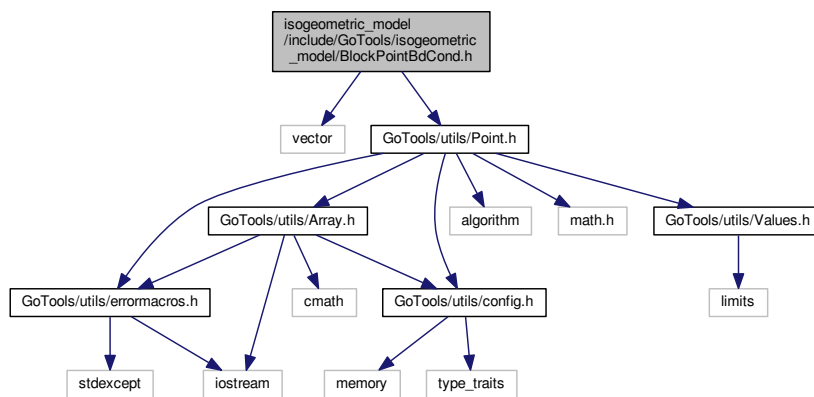 isogeometric_model
/include/GoTools/isogeometric
_model/BlockPointBdCond.h
vector
GoTools/utils/Point.h
GoTools/utils/Array.h
algorithm
math.h
GoTools/utils/Values.h
GoTools/utils/errormacros.h
cmath
GoTools/utils/config.h
limits
stdexcept
iostream
memory
type_traits